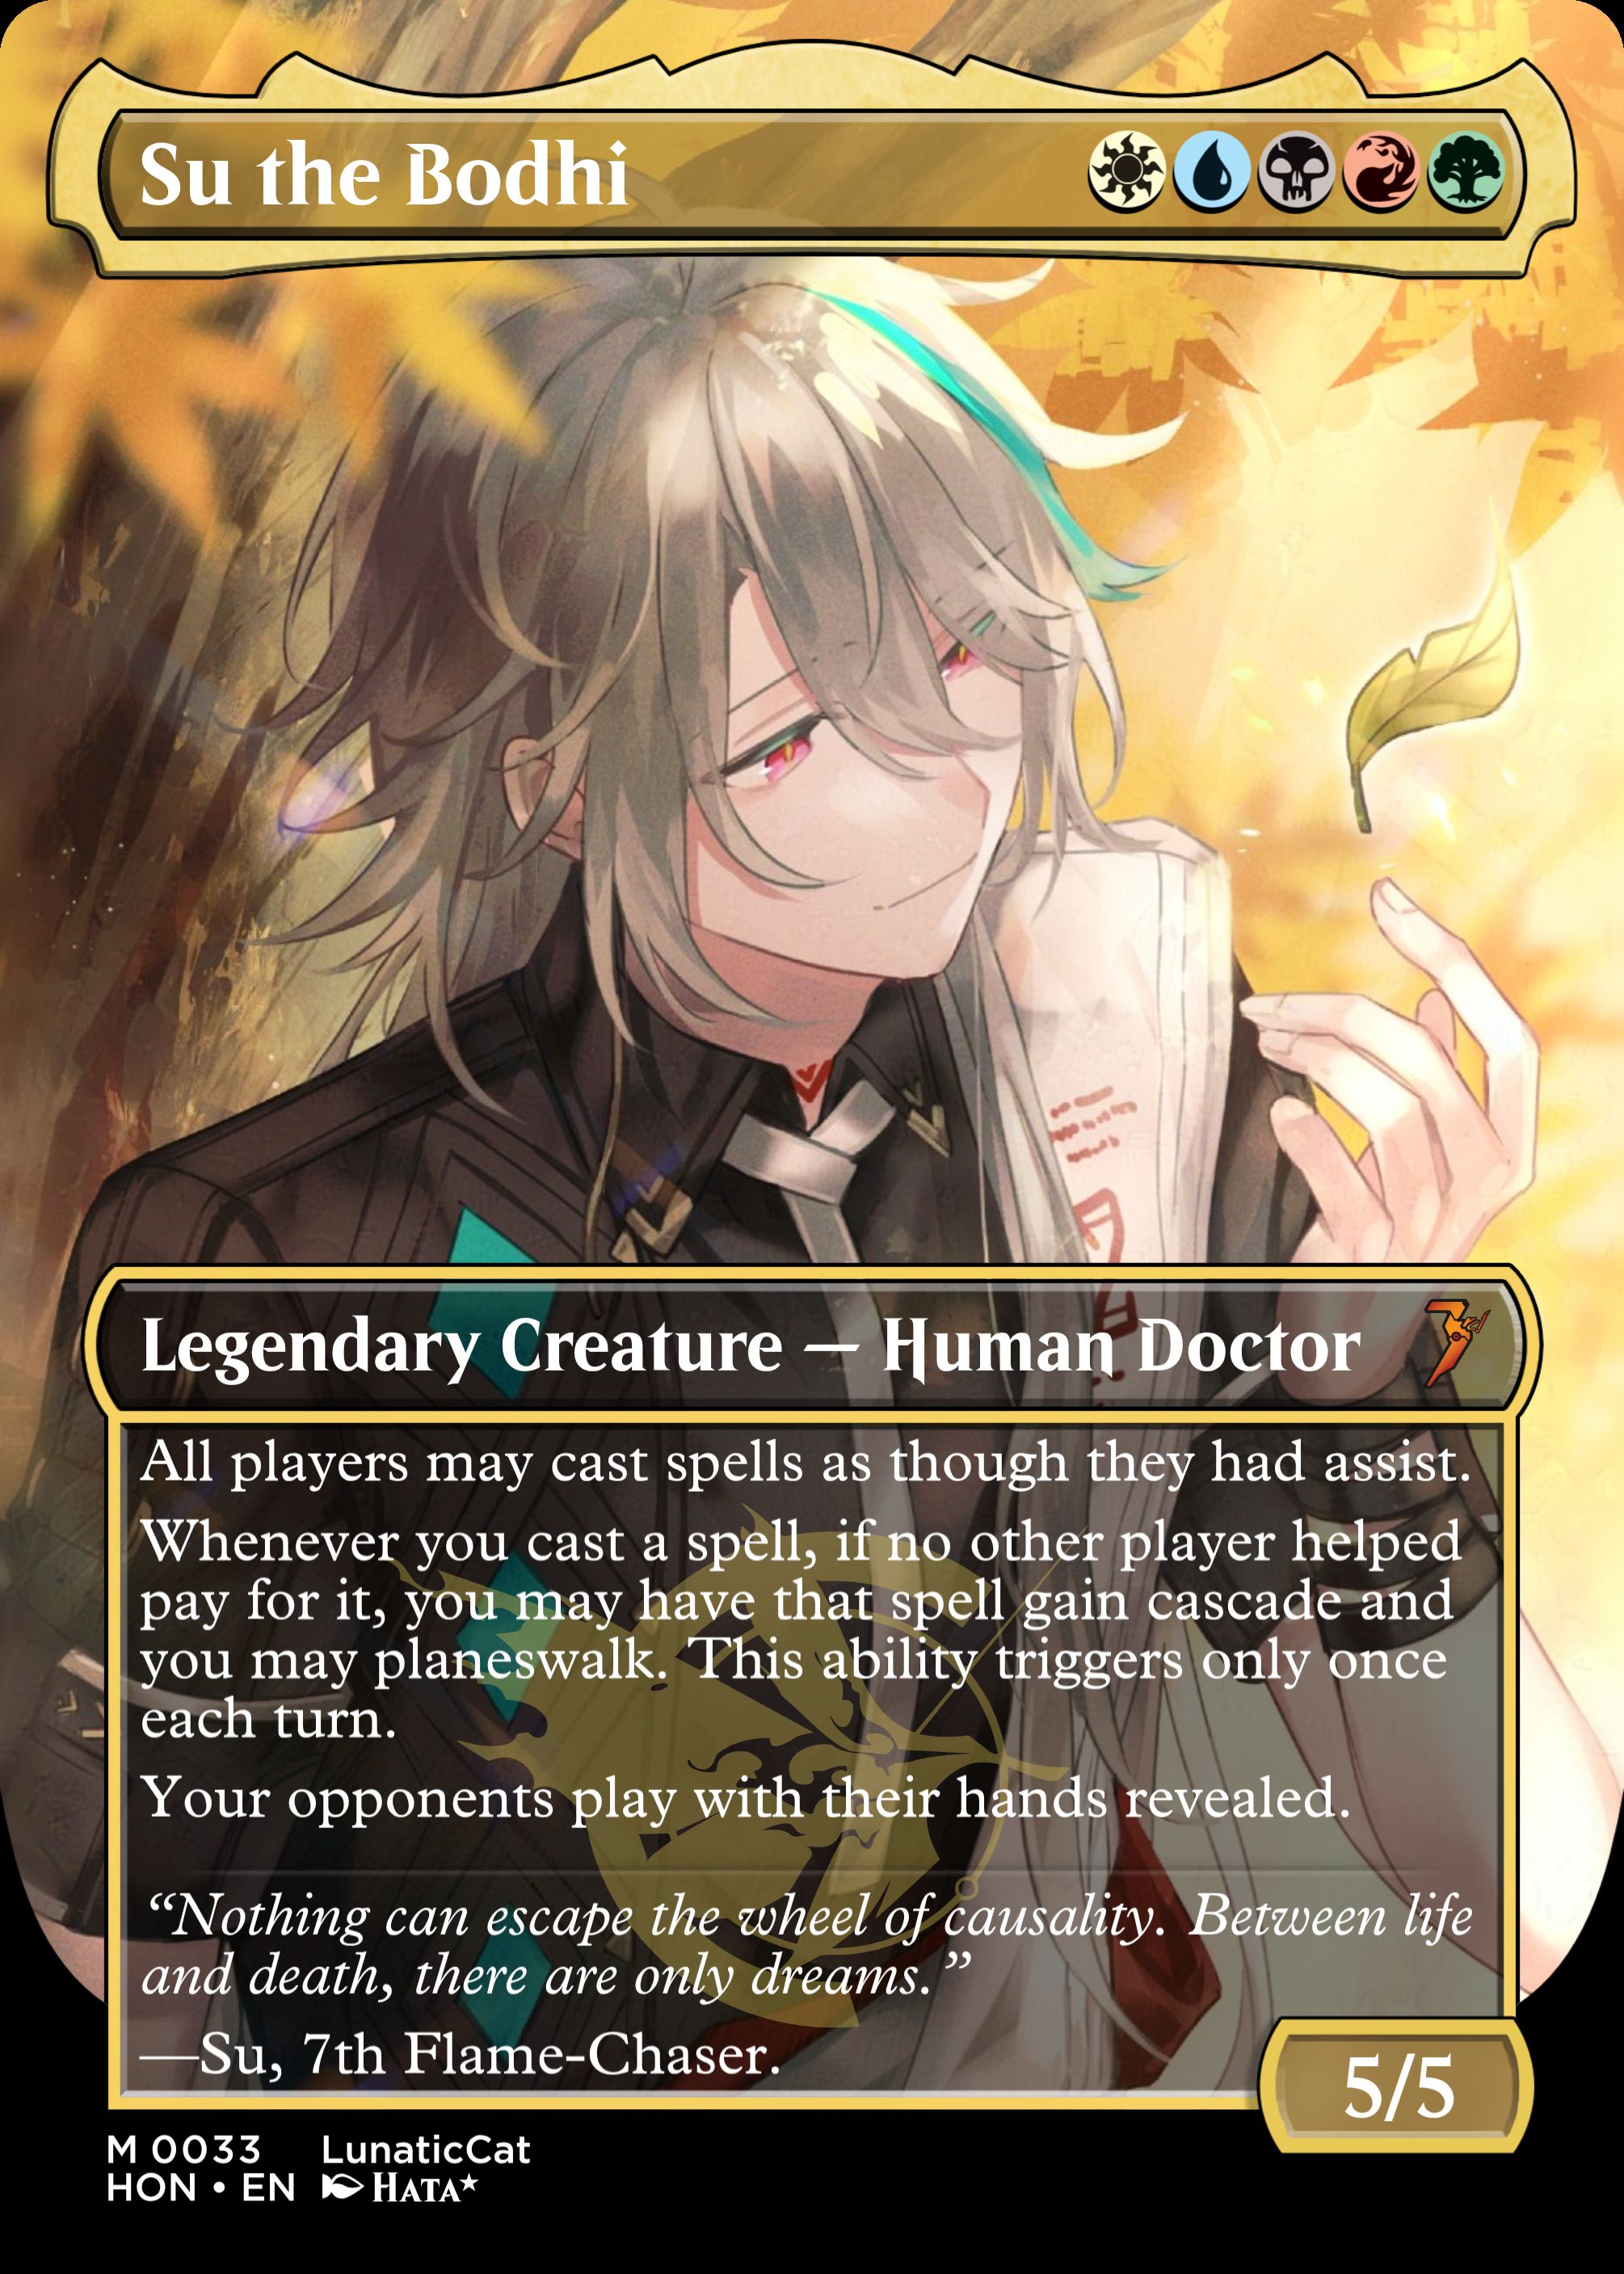 Su the Bodhi
Legendary Creature — Human Doctor
All players may cast spells as though they had assist.
Whenever you cast a spell, if no other player helped
pay for it, you may have that spell gain cascade and
you may planeswalk. This ability triggers only once
each turn.
Your opponents play with their hands revealed.
“Nothing can escape the wheel of causality. Between life
and death, there are only dreams.”
—Su, 7th Flame-Chaser.
5/5
M 0033 LunaticCat
HON • EN HATA★